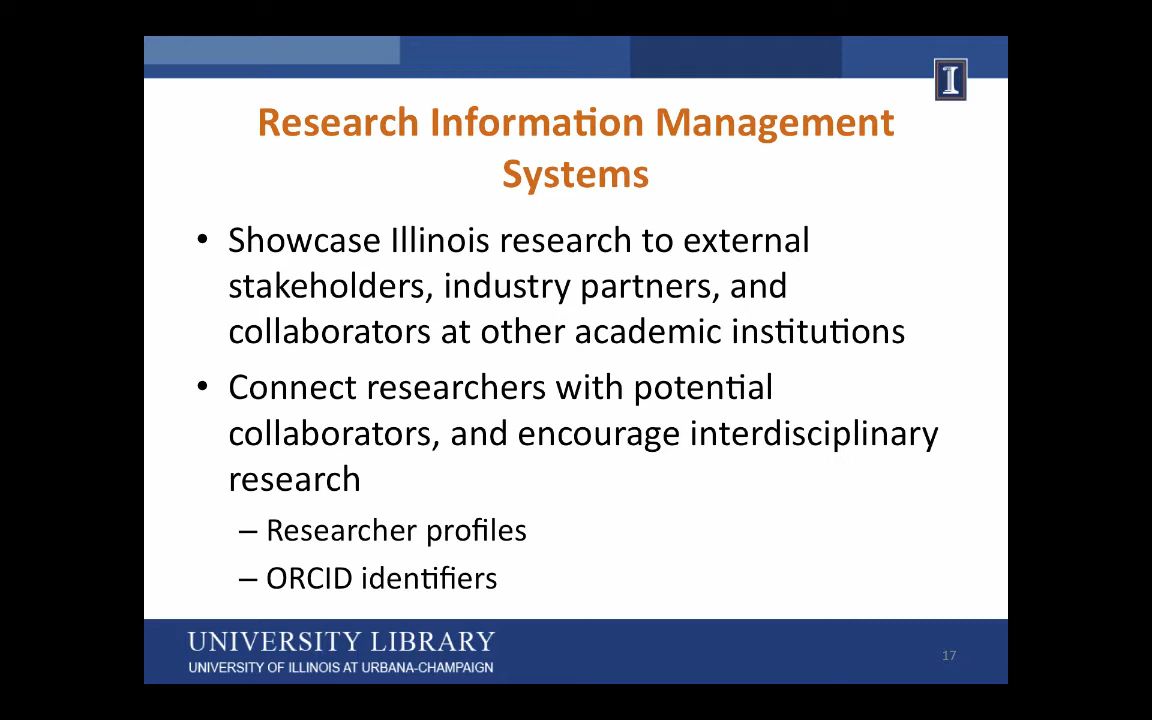 I
Research Information Management
Systems
• Showcase Illinois research to external
stakeholders, industry partners, and
collaborators at other academic institutions
• Connect researchers with potential
collaborators, and encourage interdisciplinary
research
– Researcher profiles
– ORCID identifiers
UNIVERSITY LIBRARY
UNIVERSITY OF ILLINOIS AT URBANA-CHAMPAIGN
17